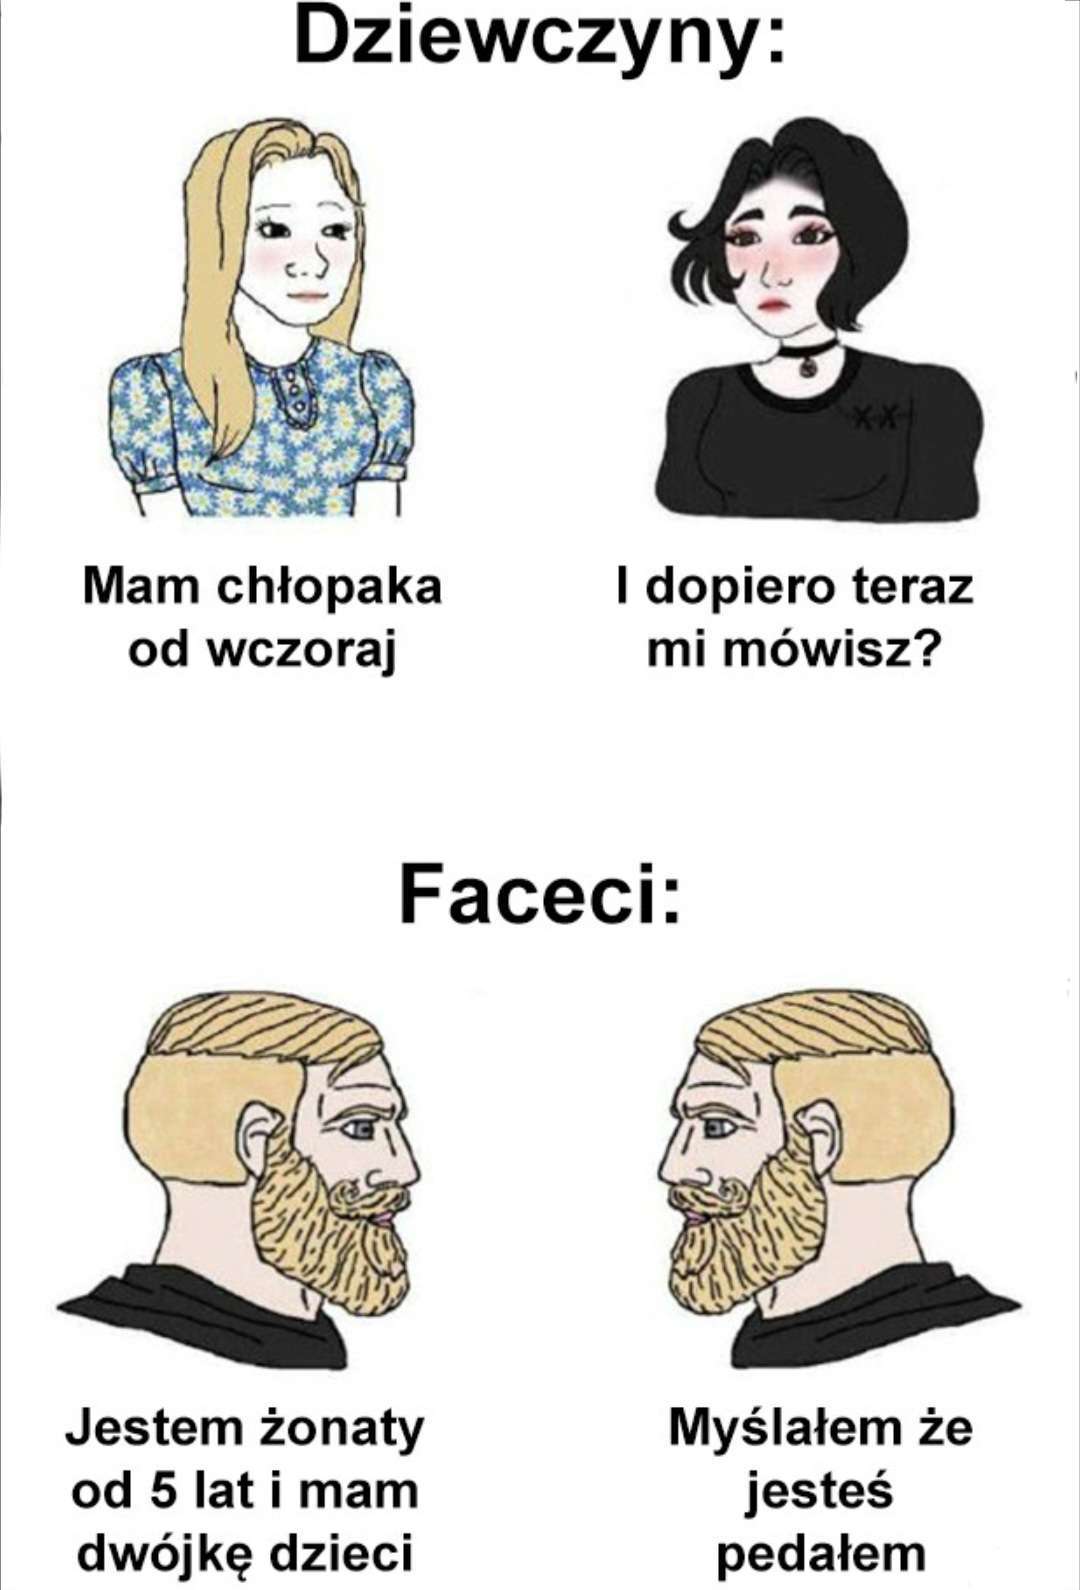 Dziewczyny:
Mam chłopaka
od wczoraj
I dopiero teraz
mi mówisz?
Faceci:
Jestem żonaty
od 5 lat i mam
dwójkę dzieci
Myślałem że
jesteś
pedałem